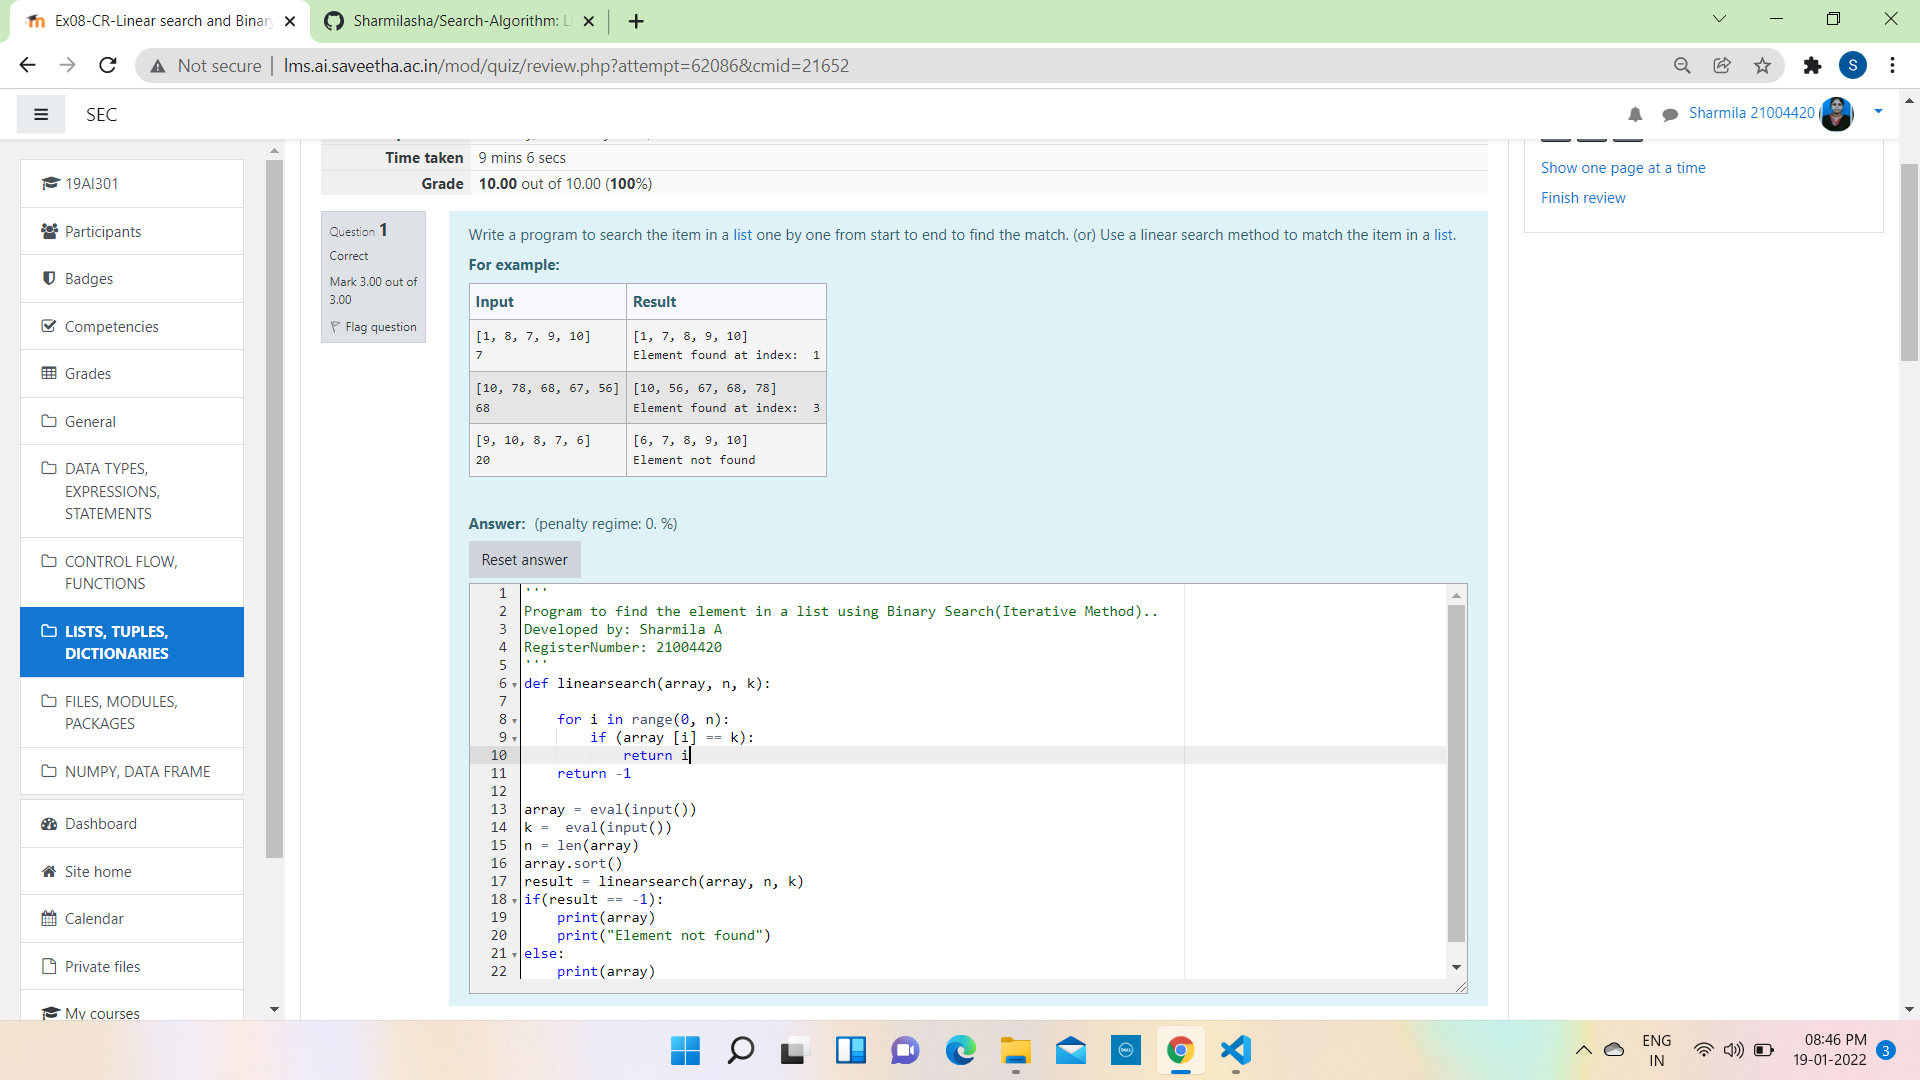 Ex08-CR-Linear search and Binar
Sharmilasha/Search-Algorithm: Li
Not secure | lms.ai.saveetha.ac.in/mod/quiz/review.php?attempt=62086&cmid=21652
S
SEC
Sharmila 21004420
19AI301
Participants
Badges
Competencies
Grades
General
DATA TYPES,
EXPRESSIONS,
STATEMENTS
CONTROL FLOW,
FUNCTIONS
LISTS, TUPLES,
DICTIONARIES
FILES, MODULES,
PACKAGES
NUMPY, DATA FRAME
Dashboard
Site home
Calendar
Private files
My courses
Time taken 9 mins 6 secs
Grade 10.00 out of 10.00 (100%)
Question 1
Correct
Mark 3.00 out of
3.00
Flag question
Write a program to search the item in a list one by one from start to end to find the match. (or) Use a linear search method to match the item in a list.
For example:
Input Result
[1, 8, 7, 9, 10] [1, 7, 8, 9, 10]
7 Element found at index:  1
[10, 78, 68, 67, 56] [10, 56, 67, 68, 78]
68 Element found at index:  3
[9, 10, 8, 7, 6] [6, 7, 8, 9, 10]
20 Element not found
Answer: (penalty regime: 0. %)
Reset answer
1 '''
2 Program to find the element in a list using Binary Search(Iterative Method)..
3 Developed by: Sharmila A
4 RegisterNumber: 21004420
5 '''
6 def linearsearch(array, n, k):
7
8     for i in range(0, n):
9         if (array [i] == k):
10             return i
11     return -1
12
13 array = eval(input())
14 k =  eval(input())
15 n = len(array)
16 array.sort()
17 result = linearsearch(array, n, k)
18 if(result == -1):
19     print(array)
20     print("Element not found")
21 else:
22     print(array)
Show one page at a time
Finish review
DELL
ENG
IN
08:46 PM
19-01-2022
3